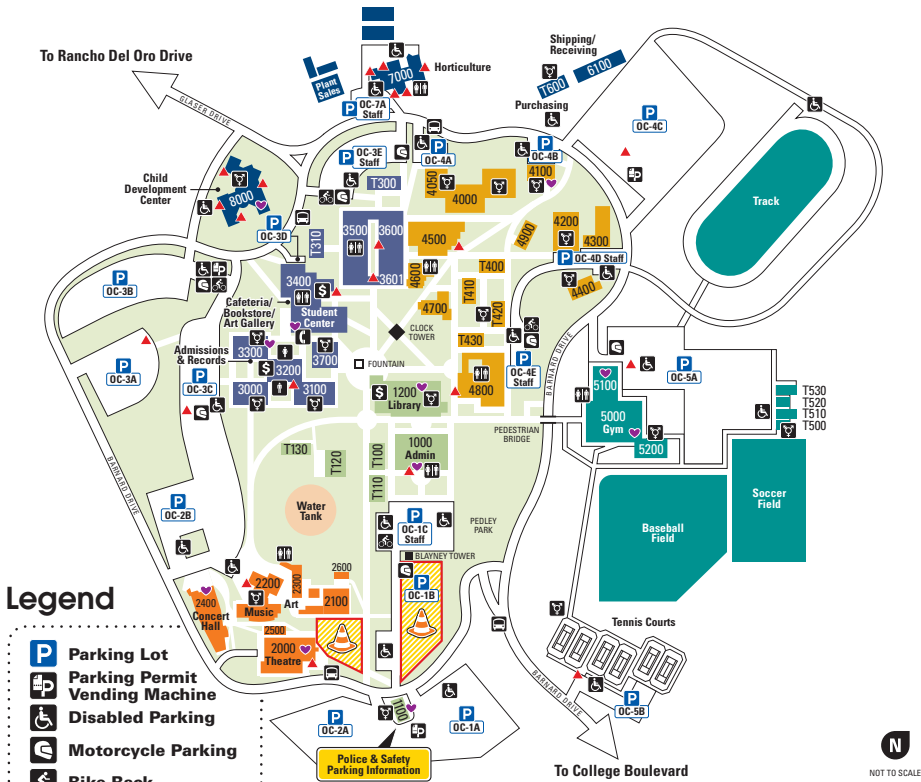 To Rancho Del Oro Drive
GLASER DRIVE
Plant
Sales
7000
Horticulture
P
OC-7A
Staff
Shipping/
Receiving
T600
6100
Purchasing
P
OC-4C
Track
P
OC-3E
Staff
P
OC-4A
P
OC-4B
T300
4050
4000
4100
Child
Development
Center
8000
P
OC-3D
T310
3500
3600
3601
4500
4600
4900
4200
4300
P
OC-4D Staff
T400
T410
T420
4400
P
OC-3B
3400
$
Cafeteria/
Bookstore/
Art Gallery
Student
Center
4700
CLOCK
TOWER
T430
P
OC-3A
Admissions
& Records
3300
3200
$
3700
FOUNTAIN
P
OC-3C
3000
3100
$
1200
Library
4800
P
OC-4E
Staff
BARNARD DRIVE
P
OC-5A
5100
5000
Gym
5200
T530
T520
T510
T500
PEDESTRIAN
BRIDGE
1000
Admin
T130
T120
T100
T110
BARNARD DRIVE
P
OC-2B
Water
Tank
P
OC-1C
Staff
PEDLEY
PARK
BLAYNEY TOWER
Baseball
Field
Soccer
Field
2400
Concert
Hall
2200
Music
Art
2300
2600
2100
2500
2000
Theatre
P
OC-1B
Tennis Courts
BARNARD DRIVE
P
OC-5B
P
OC-2A
1100
P
OC-1A
Police & Safety
Parking Information
To College Boulevard
N
NOT TO SCALE
Legend
P Parking Lot
Parking Permit
Vending Machine
Disabled Parking
Motorcycle Parking
Bike Rack